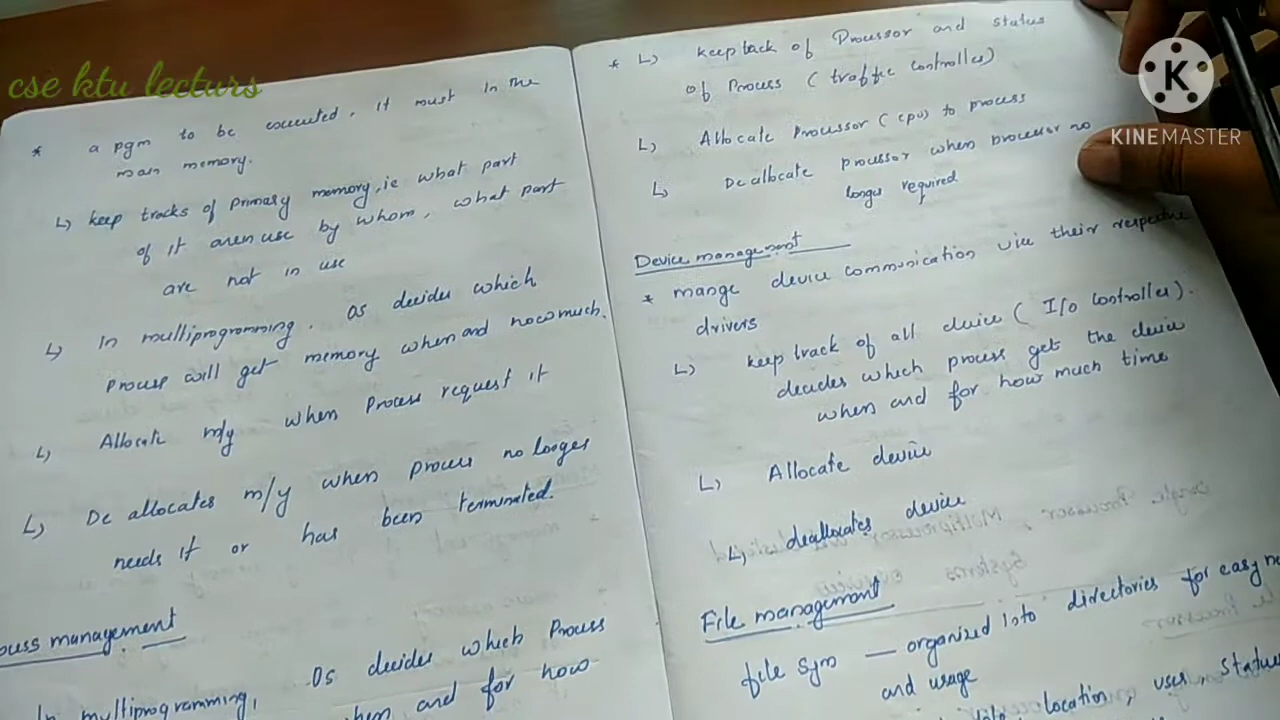 cse ktu lecturs
KINEMASTER
* a pgm to be executed, it must in the
main memory.
↳ keep tracks of primary memory, ie what part
of it are in use by whom, what part
are not in use
↳ In multiprogramming, OS decides which
process will get memory when and how much.
↳ Allocate m/y when process request it
↳ De allocates m/y when process no longer
needs it or has been terminated.
ocess management
In multiprogramming, Os decides which Process
when and for how
* ↳ keep track of Processor and status
of Process (traffic controller)
↳ Allocate Processor (cpu) to process
↳ De allocate processor when processor no
longer required
Device management
* mange device communication via their respective
drivers
↳ keep track of all device (I/o controller).
decides which process get the device
when and for how much time
↳ Allocate device
↳ deallocates device
File management
file sym — organized into directories for easy
and usage
location, uses, status